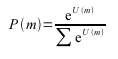 P(m) = e^{U(m)} / ∑ e^{U(m)}